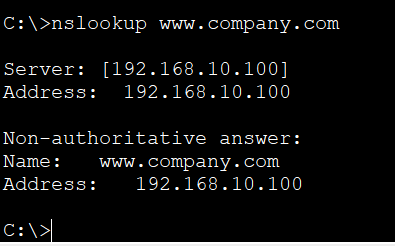 C:\>nslookup www.company.com
Server: [192.168.10.100]
Address: 192.168.10.100
Non-authoritative answer:
Name: www.company.com
Address: 192.168.10.100
C:\>